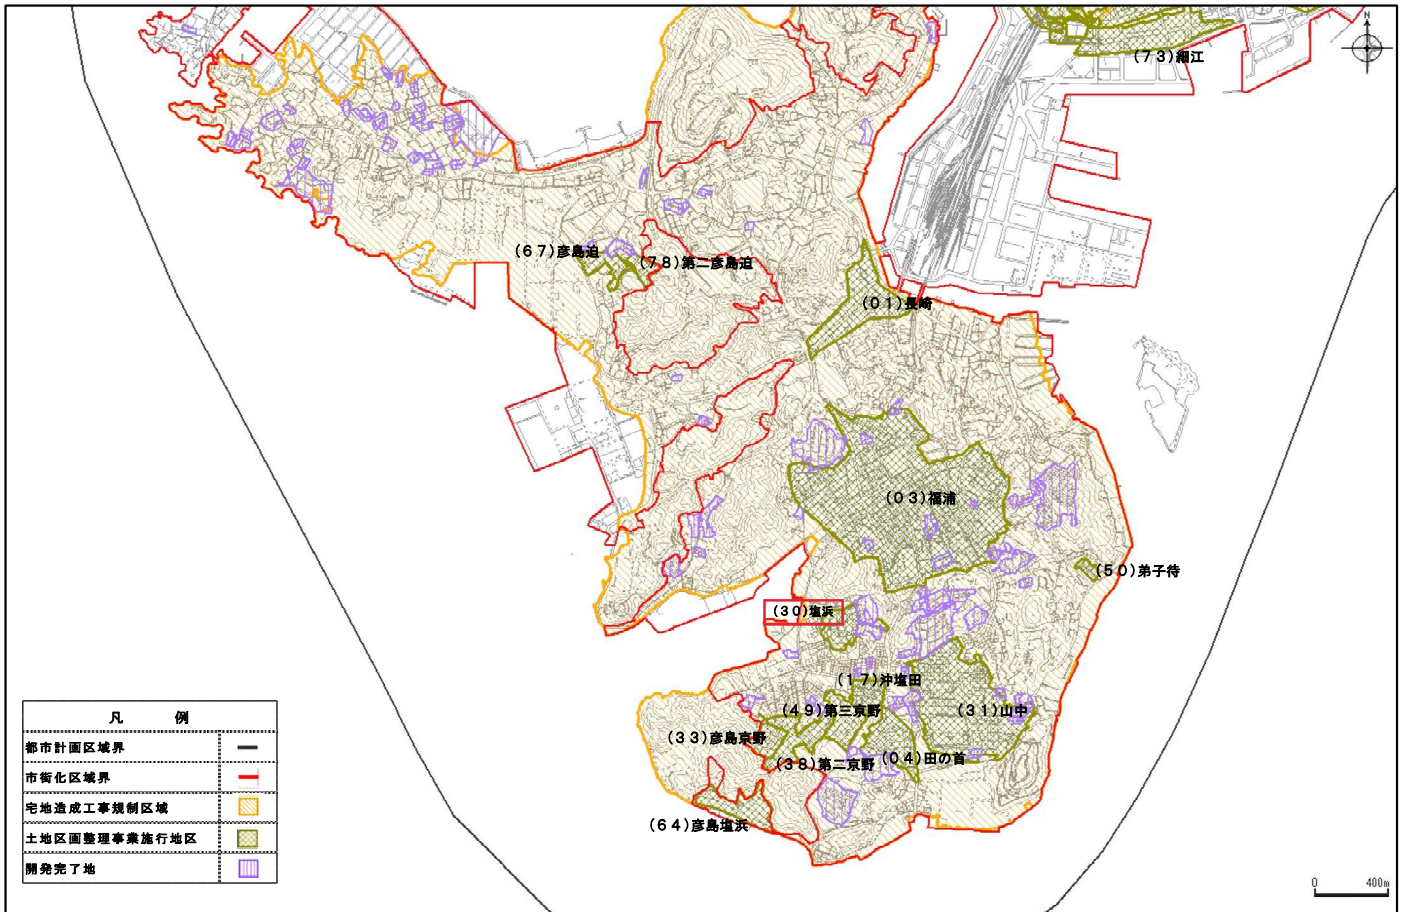 N
(73)細江
(67)彦島迫
(78)第二彦島迫
(01)長崎
(03)福浦
(50)弟子待
(30)塩浜
(17)沖塩田
(49)第三京野
(31)山中
(33)彦島京野
(38)第二京野
(04)田の首
(64)彦島塩浜
凡 例
都市計画区域界
市街化区域界
宅地造成工事規制区域
土地区画整理事業施行地区
開発完了地
0 400m